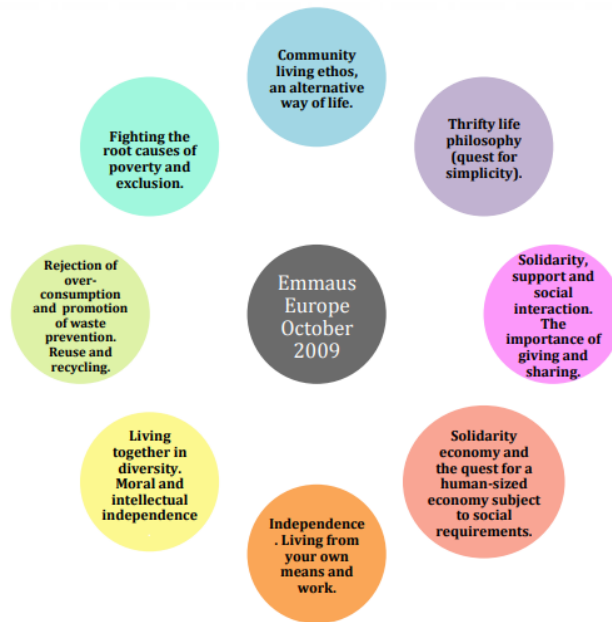 Community
living ethos,
an alternative
way of life.
Thrifty life
philosophy
(quest for
simplicity).
Solidarity,
support and
social
interaction.
The
importance of
giving and
sharing.
Solidarity
economy and
the quest for a
human-sized
economy subject
to social
requirements.
Independence
. Living from
your own
means and
work.
Living
together in
diversity.
Moral and
intellectual
independence
.
Rejection of
over-
consumption
and promotion
of waste
prevention.
Reuse and
recycling.
Fighting the
root causes of
poverty and
exclusion.
Emmaus
Europe
October
2009